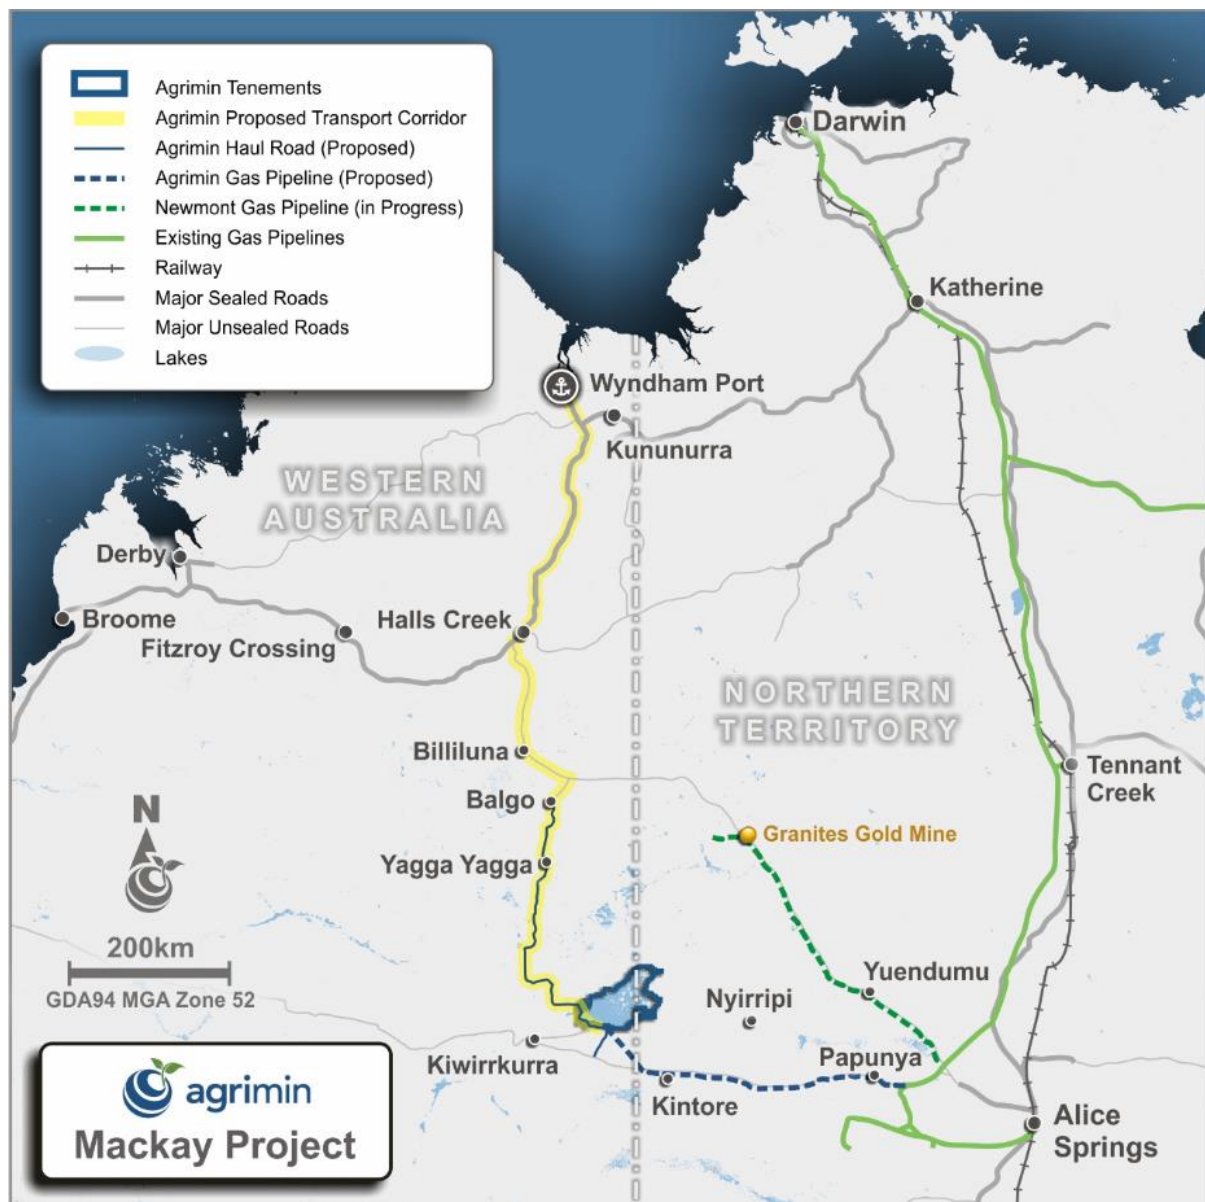 Agrimin Tenements
Agrimin Proposed Transport Corridor
Agrimin Haul Road (Proposed)
Agrimin Gas Pipeline (Proposed)
Newmont Gas Pipeline (in Progress)
Existing Gas Pipelines
Railway
Major Sealed Roads
Major Unsealed Roads
Lakes
Darwin
Katherine
Wyndham Port
Kununurra
WESTERN
AUSTRALIA
Derby
Broome
Fitzroy Crossing
Halls Creek
NORTHERN
TERRITORY
Billiluna
Tennant
Creek
Balgo
Granites Gold Mine
Yagga Yagga
N
200km
GDA94 MGA Zone 52
Yuendumu
Nyirripi
Kiwirrkurra
Papunya
Kintore
Alice
Springs
agrimin
Mackay Project